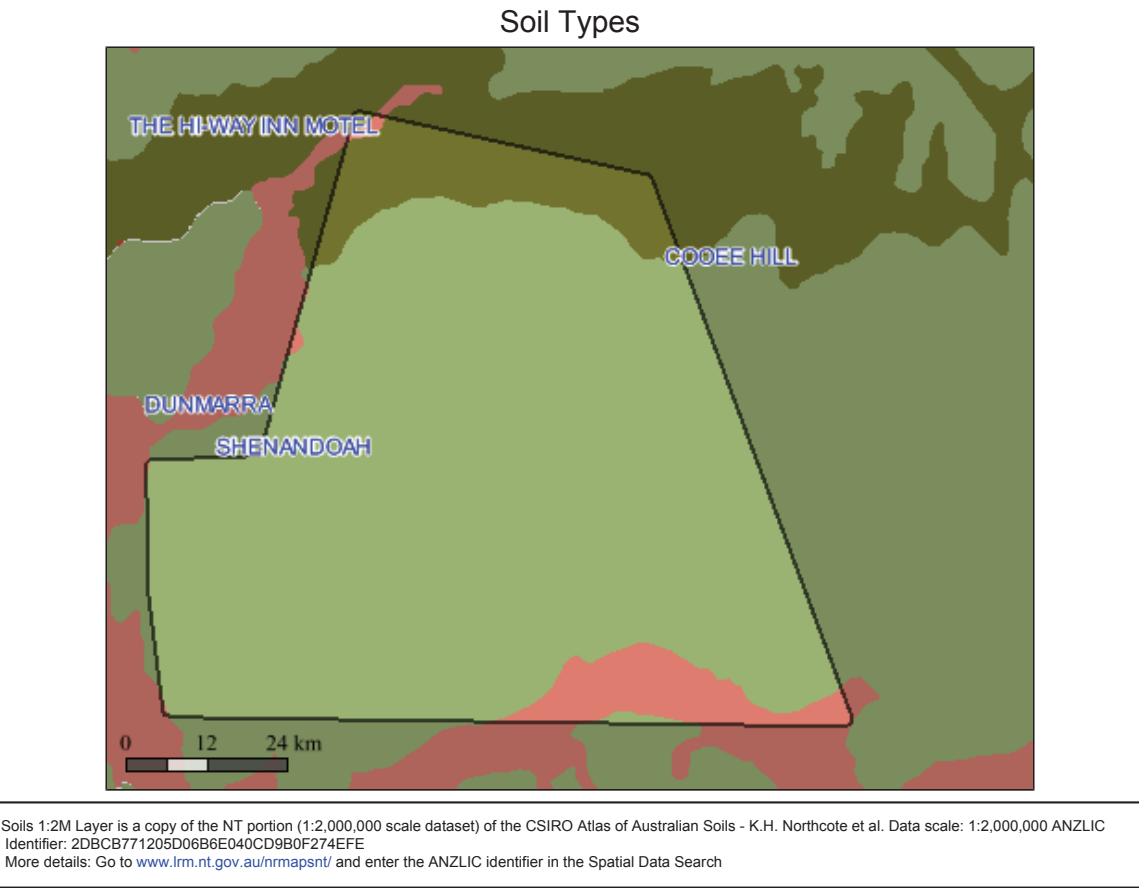 Soil Types
THE HI-WAY INN MOTEL
COOEE HILL
DUNMARRA
SHENANDOAH
0 12 24 km
Soils 1:2M Layer is a copy of the NT portion (1:2,000,000 scale dataset) of the CSIRO Atlas of Australian Soils - K.H. Northcote et al. Data scale: 1:2,000,000 ANZLIC
Identifier: 2DBCB771205D06B6E040CD9B0F274EFE
More details: Go to www.lrm.nt.gov.au/nrmapsnt/ and enter the ANZLIC identifier in the Spatial Data Search